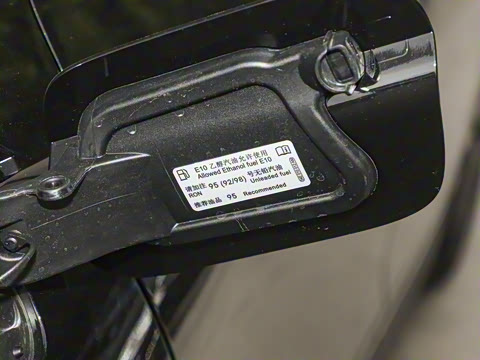 E10 乙醇汽油允许使用
Allowed Ethanol fuel E10
请加注 95 (92/98) 号无铅汽油
RON Unleaded fuel
推荐油品 95 Recommended